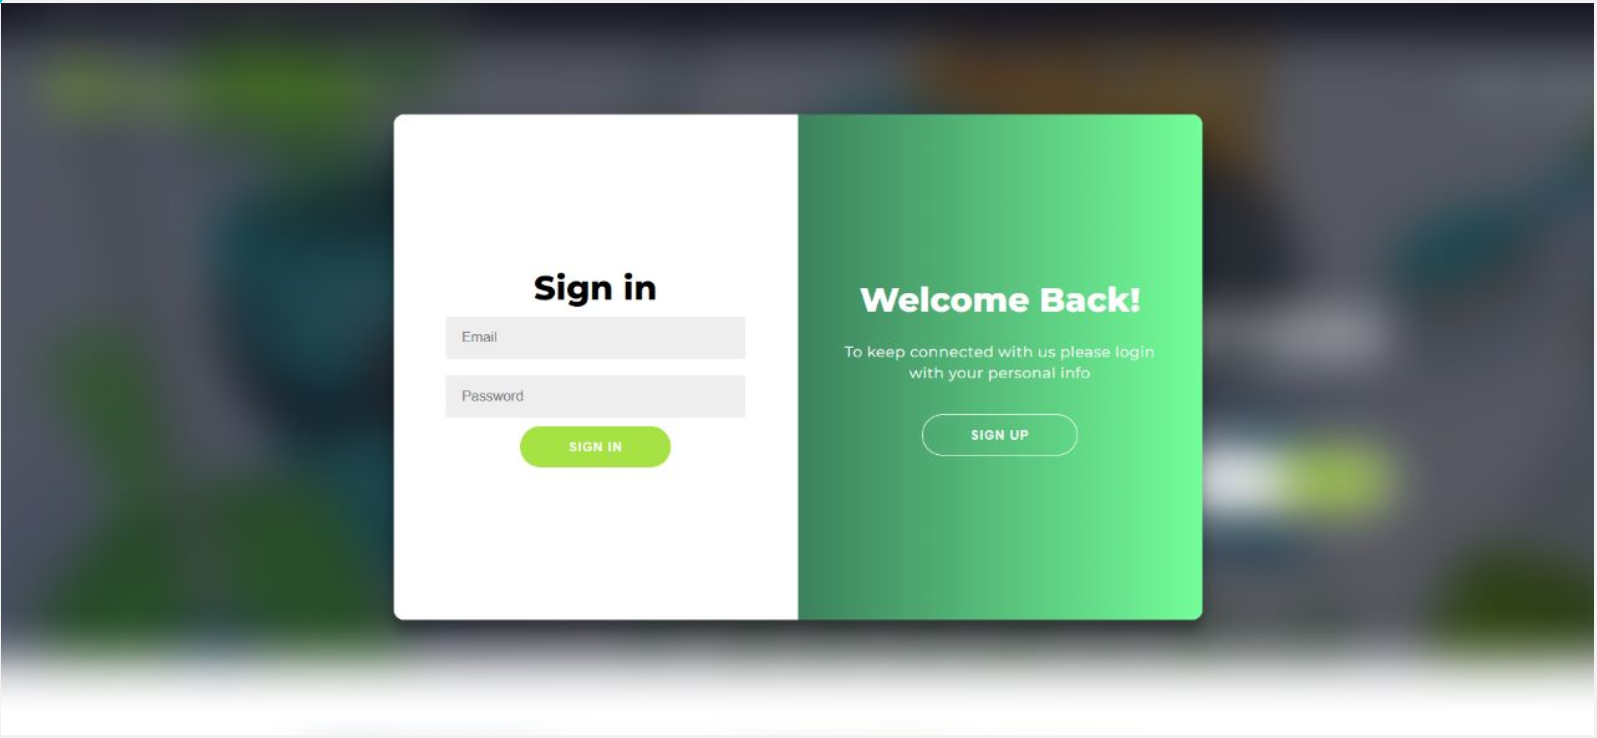 Sign in
Email
Password
SIGN IN
Welcome Back!
To keep connected with us please login
with your personal info
SIGN UP